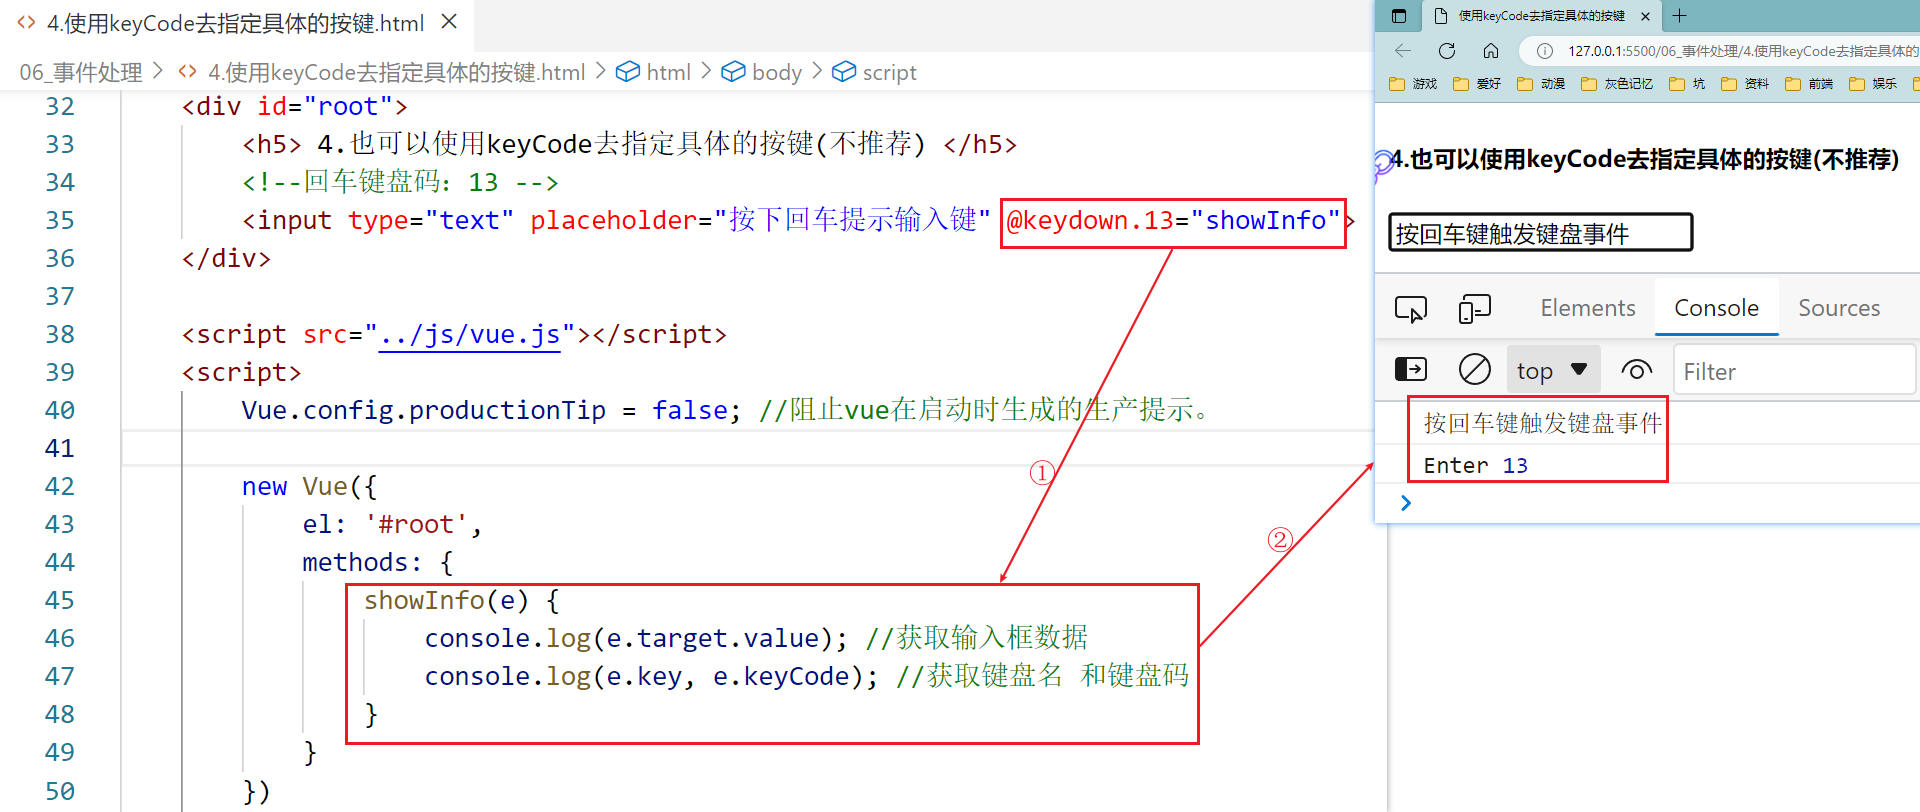 4.使用keyCode去指定具体的按键.html
06_事件处理 > 4.使用keyCode去指定具体的按键.html > html > body > script
32 <div id="root">
33 <h5> 4.也可以使用keyCode去指定具体的按键(不推荐) </h5>
34 <!--回车键盘码：13 -->
35 <input type="text" placeholder="按下回车提示输入键" @keydown.13="showInfo">
36 </div>
37
38 <script src="../js/vue.js"></script>
39 <script>
40 Vue.config.productionTip = false; //阻止vue在启动时生成的生产提示。
41
42 new Vue({
43 el: '#root',
44 methods: {
45 showInfo(e) {
46 console.log(e.target.value); //获取输入框数据
47 console.log(e.key, e.keyCode); //获取键盘名 和键盘码
48 }
49 }
50 })
①
②
使用keyCode去指定具体的按键
127.0.0.1:5500/06_事件处理/4.使用keyCode去指定具体的
游戏 爱好 动漫 灰色记忆 坑 资料 前端 娱乐
4.也可以使用keyCode去指定具体的按键(不推荐)
按回车键触发键盘事件
Elements Console Sources
top Filter
按回车键触发键盘事件
Enter 13